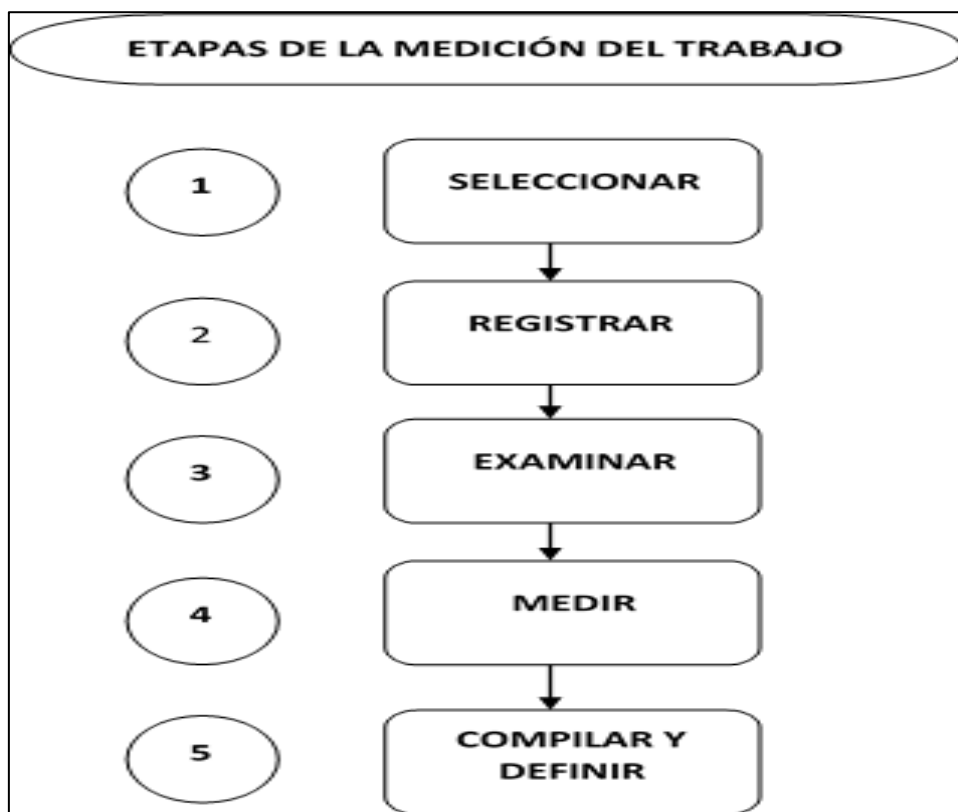 ETAPAS DE LA MEDICIÓN DEL TRABAJO
1
SELECCIONAR
2
REGISTRAR
3
EXAMINAR
4
MEDIR
5
COMPILAR Y
DEFINIR